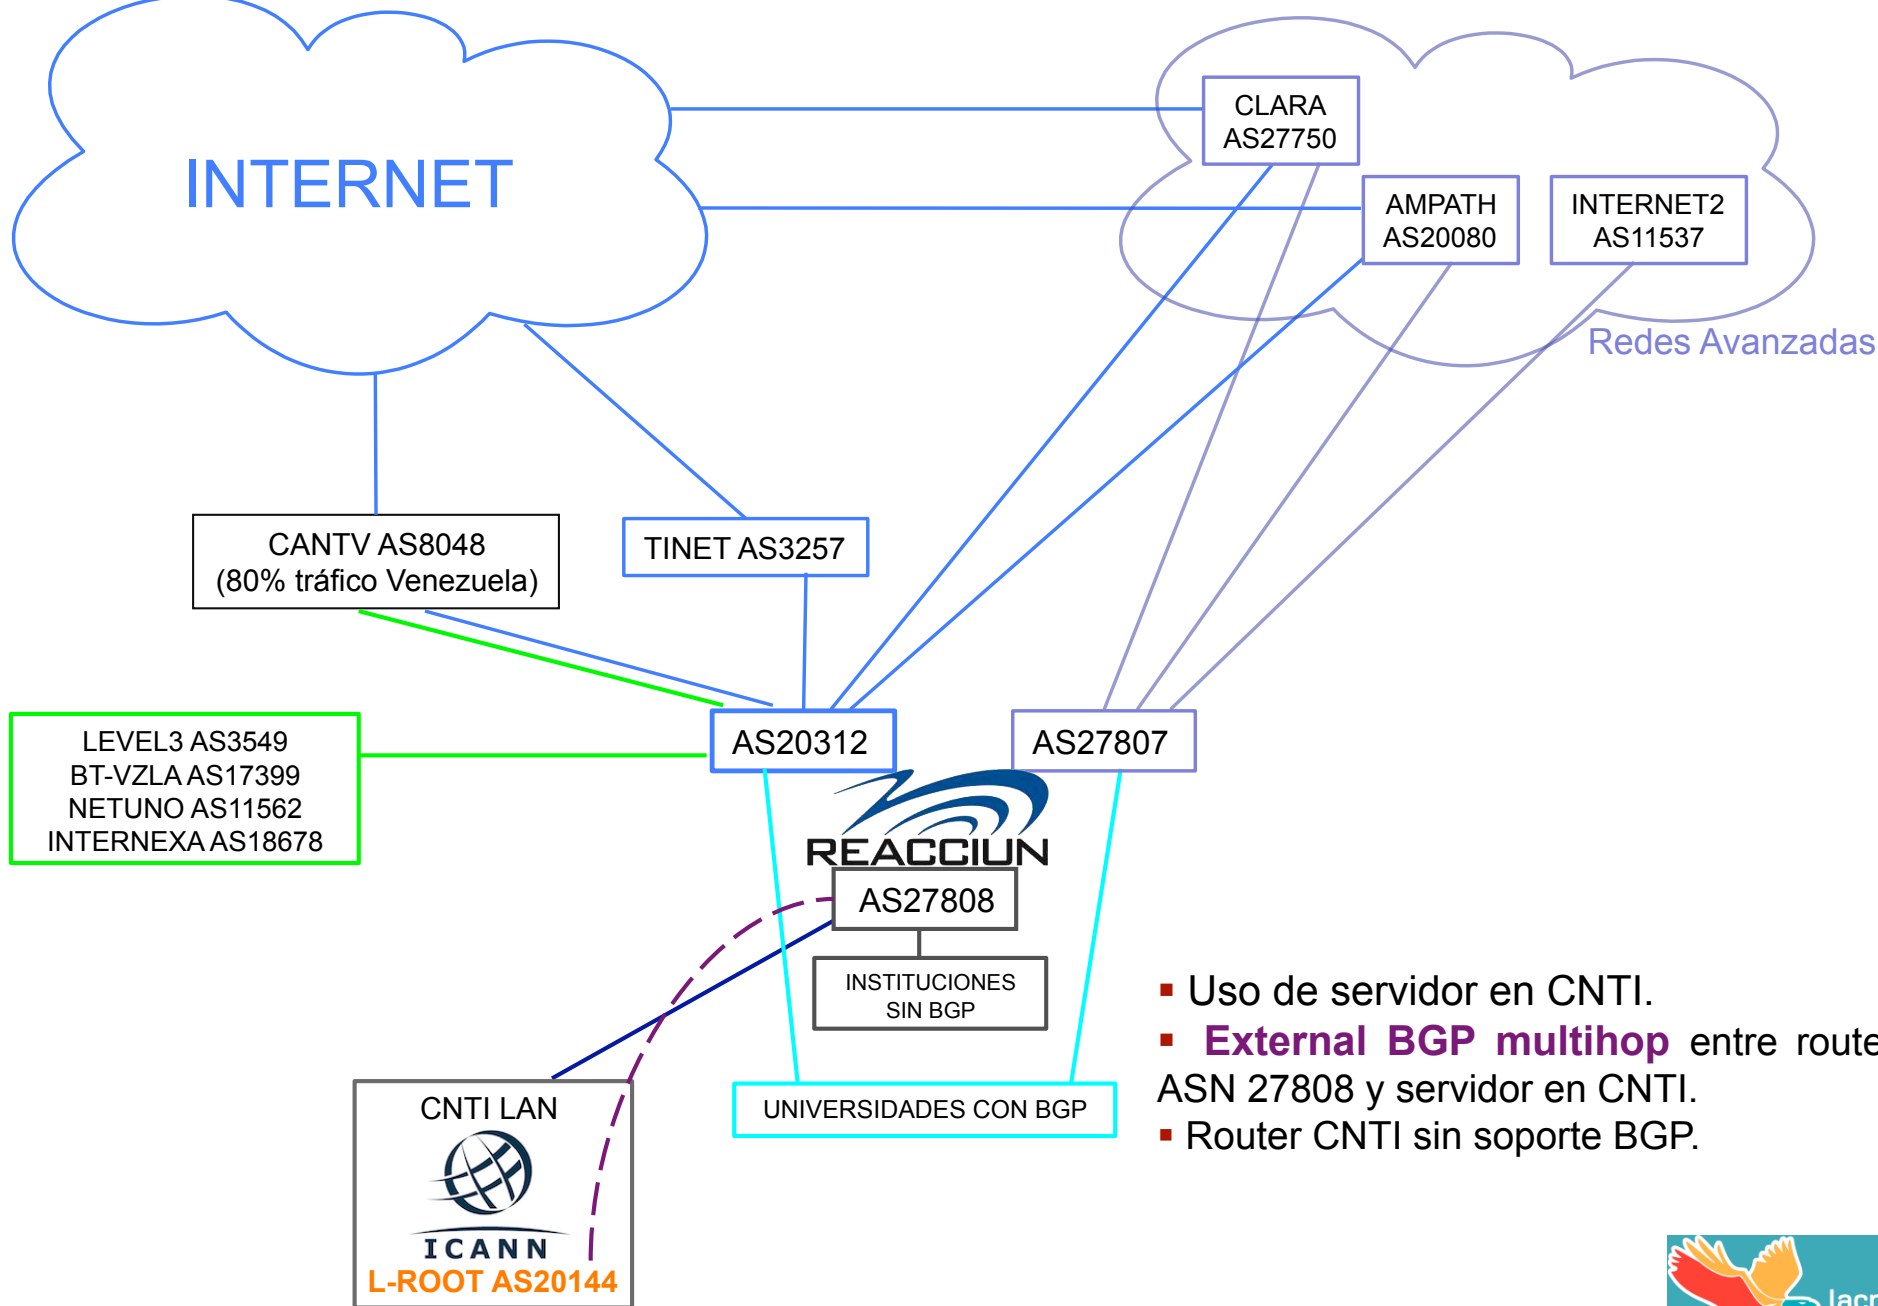 INTERNET
CLARA
AS27750
AMPATH
AS20080
INTERNET2
AS11537
Redes Avanzadas
CANTV AS8048
(80% tráfico Venezuela)
TINET AS3257
LEVEL3 AS3549
BT-VZLA AS17399
NETUNO AS11562
INTERNEXA AS18678
AS20312
AS27807
REACCIUN
AS27808
INSTITUCIONES
SIN BGP
UNIVERSIDADES CON BGP
CNTI LAN
ICANN
L-ROOT AS20144
▪ Uso de servidor en CNTI.
▪ External BGP multihop entre route
ASN 27808 y servidor en CNTI.
▪ Router CNTI sin soporte BGP.